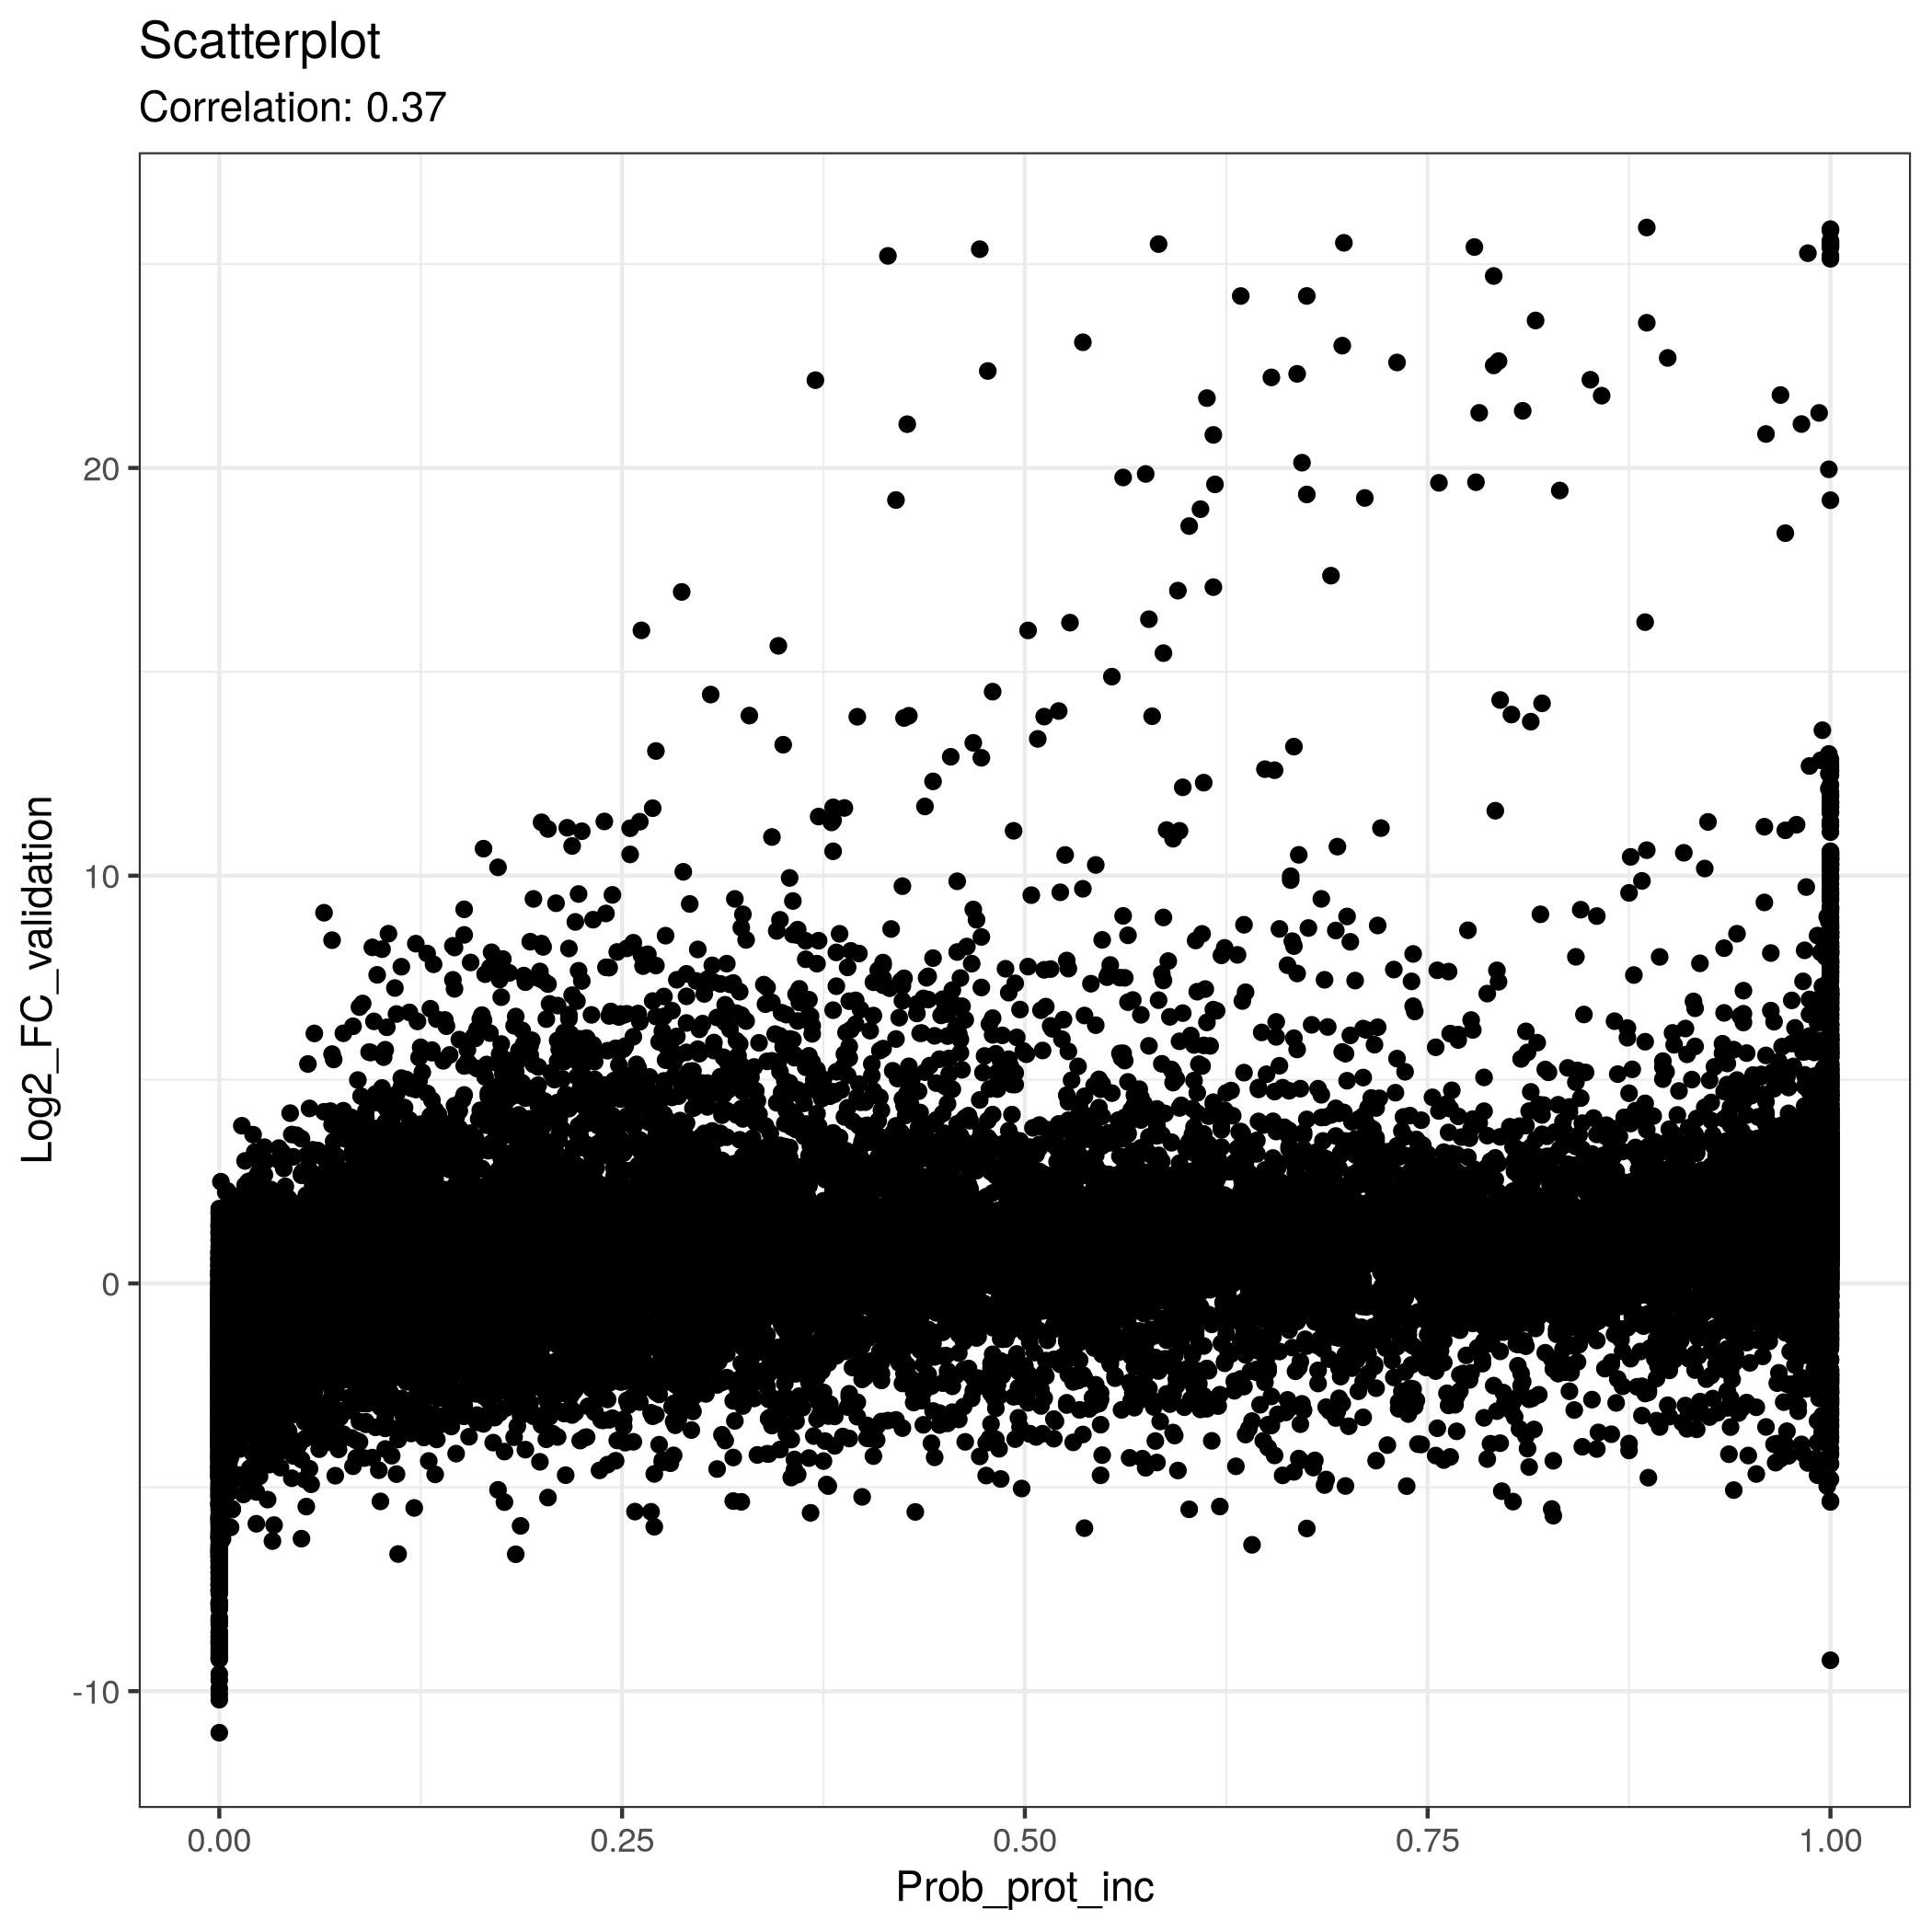 Scatterplot
Correlation: 0.37
Log2_FC_validation
20
10
0
-10
0.00 0.25 0.50 0.75 1.00
Prob_prot_inc